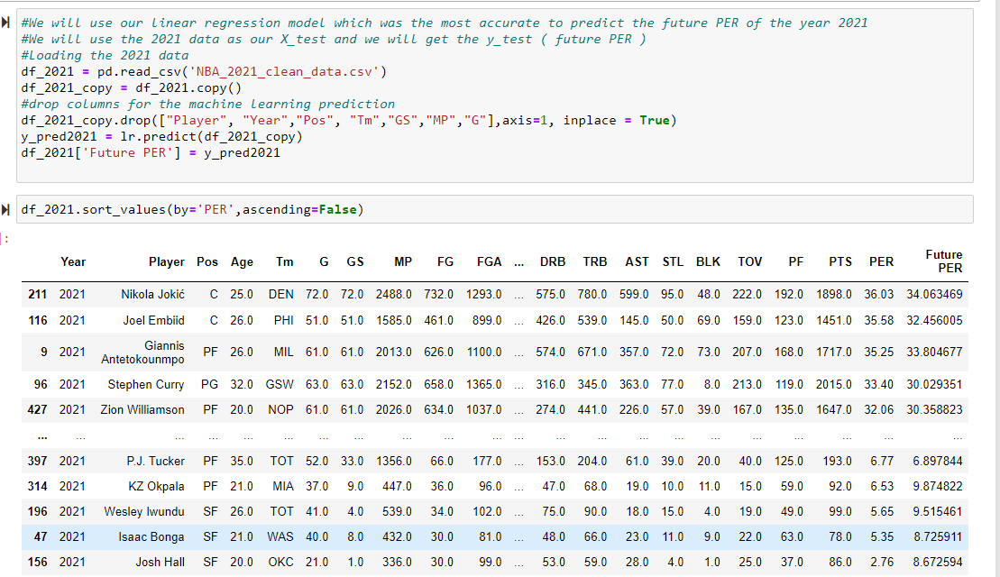 #We will use our linear regression model which was the most accurate to predict the future PER of the year 2021
#We will use the 2021 data as our X_test and we will get the y_test ( future PER )
#Loading the 2021 data
df_2021 = pd.read_csv('NBA_2021_clean_data.csv')
df_2021_copy = df_2021.copy()
#drop columns for the machine learning prediction
df_2021_copy.drop(["Player", "Year","Pos", "Tm","GS","MP","G"],axis=1, inplace = True)
y_pred2021 = lr.predict(df_2021_copy)
df_2021['Future PER'] = y_pred2021
df_2021.sort_values(by='PER',ascending=False)
]:
Year Player Pos Age Tm G GS MP FG FGA ... DRB TRB AST STL BLK TOV PF PTS PER Future PER
211 2021 Nikola Jokić C 25.0 DEN 72.0 72.0 2488.0 732.0 1293.0 ... 575.0 780.0 599.0 95.0 48.0 222.0 192.0 1898.0 36.03 34.063469
116 2021 Joel Embiid C 26.0 PHI 51.0 51.0 1585.0 461.0 899.0 ... 426.0 539.0 145.0 50.0 69.0 159.0 123.0 1451.0 35.58 32.456005
9 2021 Giannis Antetokounmpo PF 26.0 MIL 61.0 61.0 2013.0 626.0 1100.0 ... 574.0 671.0 357.0 72.0 73.0 207.0 168.0 1717.0 35.25 33.804677
96 2021 Stephen Curry PG 32.0 GSW 63.0 63.0 2152.0 658.0 1365.0 ... 316.0 345.0 363.0 77.0 8.0 213.0 119.0 2015.0 33.40 30.029351
427 2021 Zion Williamson PF 20.0 NOP 61.0 61.0 2026.0 634.0 1037.0 ... 274.0 441.0 226.0 57.0 39.0 167.0 135.0 1647.0 32.06 30.358823
... ... ... ... ... ... ... ... ... ... ... ... ... ... ... ... ... ... ... ... ... ...
397 2021 P.J. Tucker PF 35.0 TOT 52.0 33.0 1356.0 66.0 177.0 ... 153.0 204.0 61.0 39.0 20.0 40.0 125.0 193.0 6.77 6.897844
314 2021 KZ Okpala PF 21.0 MIA 37.0 9.0 447.0 36.0 96.0 ... 47.0 68.0 19.0 10.0 11.0 15.0 59.0 92.0 6.53 9.874822
196 2021 Wesley Iwundu SF 26.0 TOT 41.0 4.0 539.0 34.0 102.0 ... 75.0 90.0 18.0 15.0 4.0 19.0 49.0 99.0 5.65 9.515461
47 2021 Isaac Bonga SF 21.0 WAS 40.0 8.0 432.0 30.0 81.0 ... 48.0 66.0 23.0 11.0 9.0 22.0 63.0 78.0 5.35 8.725911
156 2021 Josh Hall SF 20.0 OKC 21.0 1.0 336.0 30.0 99.0 ... 53.0 59.0 28.0 4.0 1.0 25.0 37.0 86.0 2.76 8.672594